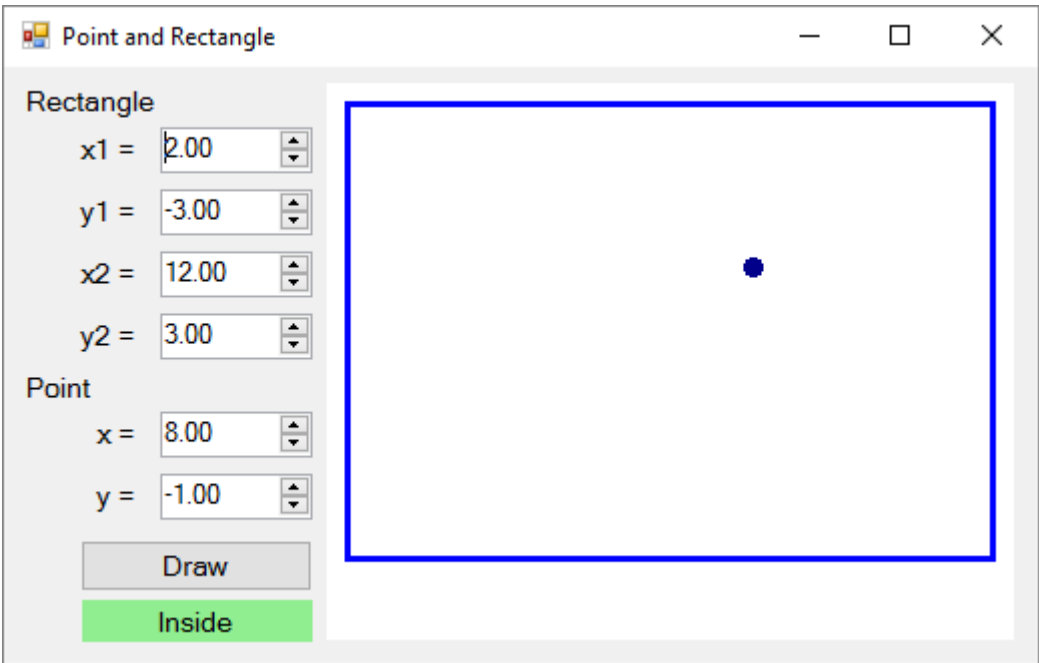 Point and Rectangle
Rectangle
x1 = 2.00
y1 = -3.00
x2 = 12.00
y2 = 3.00
Point
x = 8.00
y = -1.00
Draw
Inside